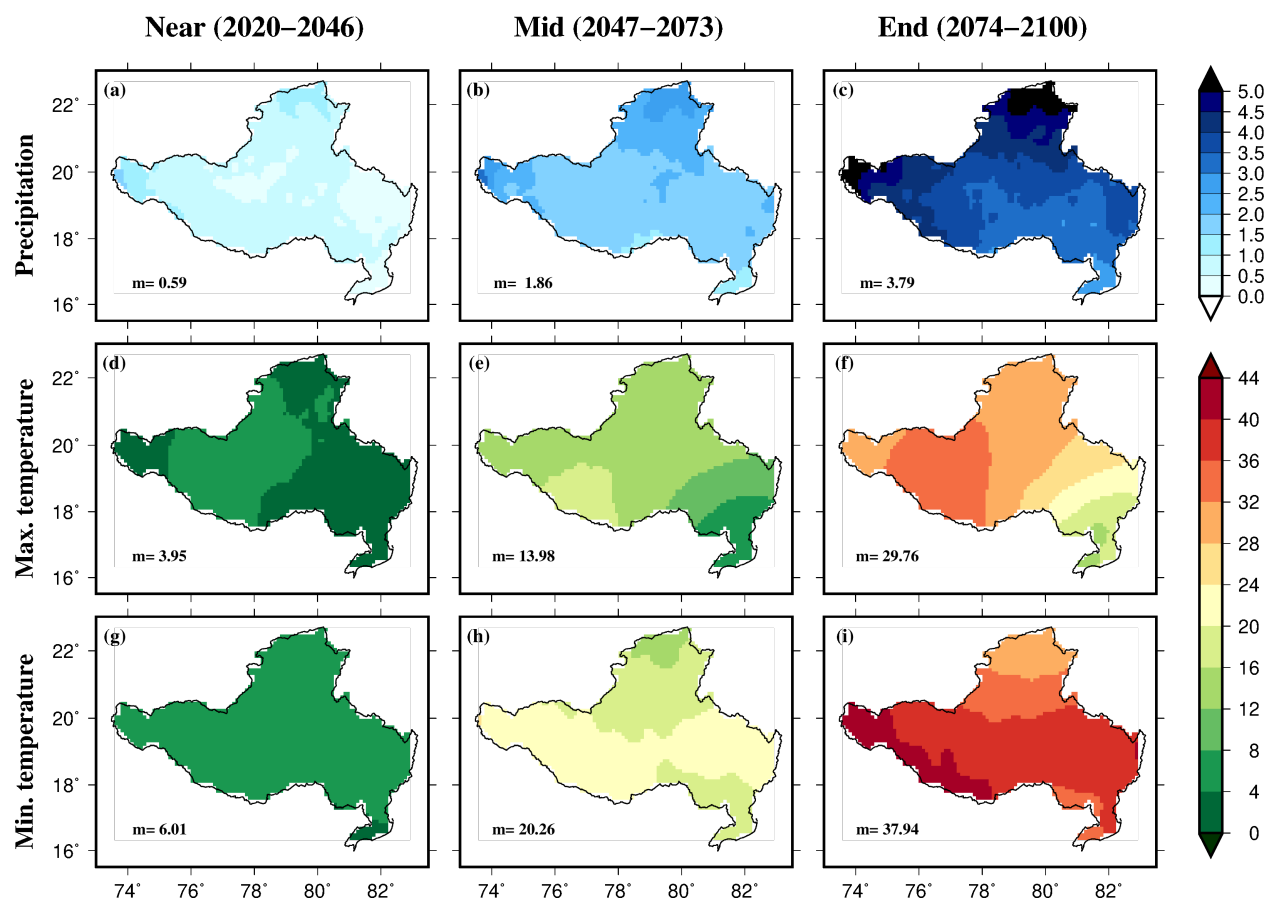 Near (2020−2046)
Mid (2047−2073)
End (2074−2100)
Precipitation
22˚
20˚
18˚
16˚
(a)
m= 0.59
(b)
m= 1.86
(c)
m= 3.79
5.0
4.5
4.0
3.5
3.0
2.5
2.0
1.5
1.0
0.5
0.0
Max. temperature
22˚
20˚
18˚
16˚
(d)
m= 3.95
(e)
m= 13.98
(f)
m= 29.76
44
40
36
32
28
24
20
16
12
8
4
0
Min. temperature
22˚
20˚
18˚
16˚
(g)
m= 6.01
(h)
m= 20.26
(i)
m= 37.94
74˚ 76˚ 78˚ 80˚ 82˚
74˚ 76˚ 78˚ 80˚ 82˚
74˚ 76˚ 78˚ 80˚ 82˚